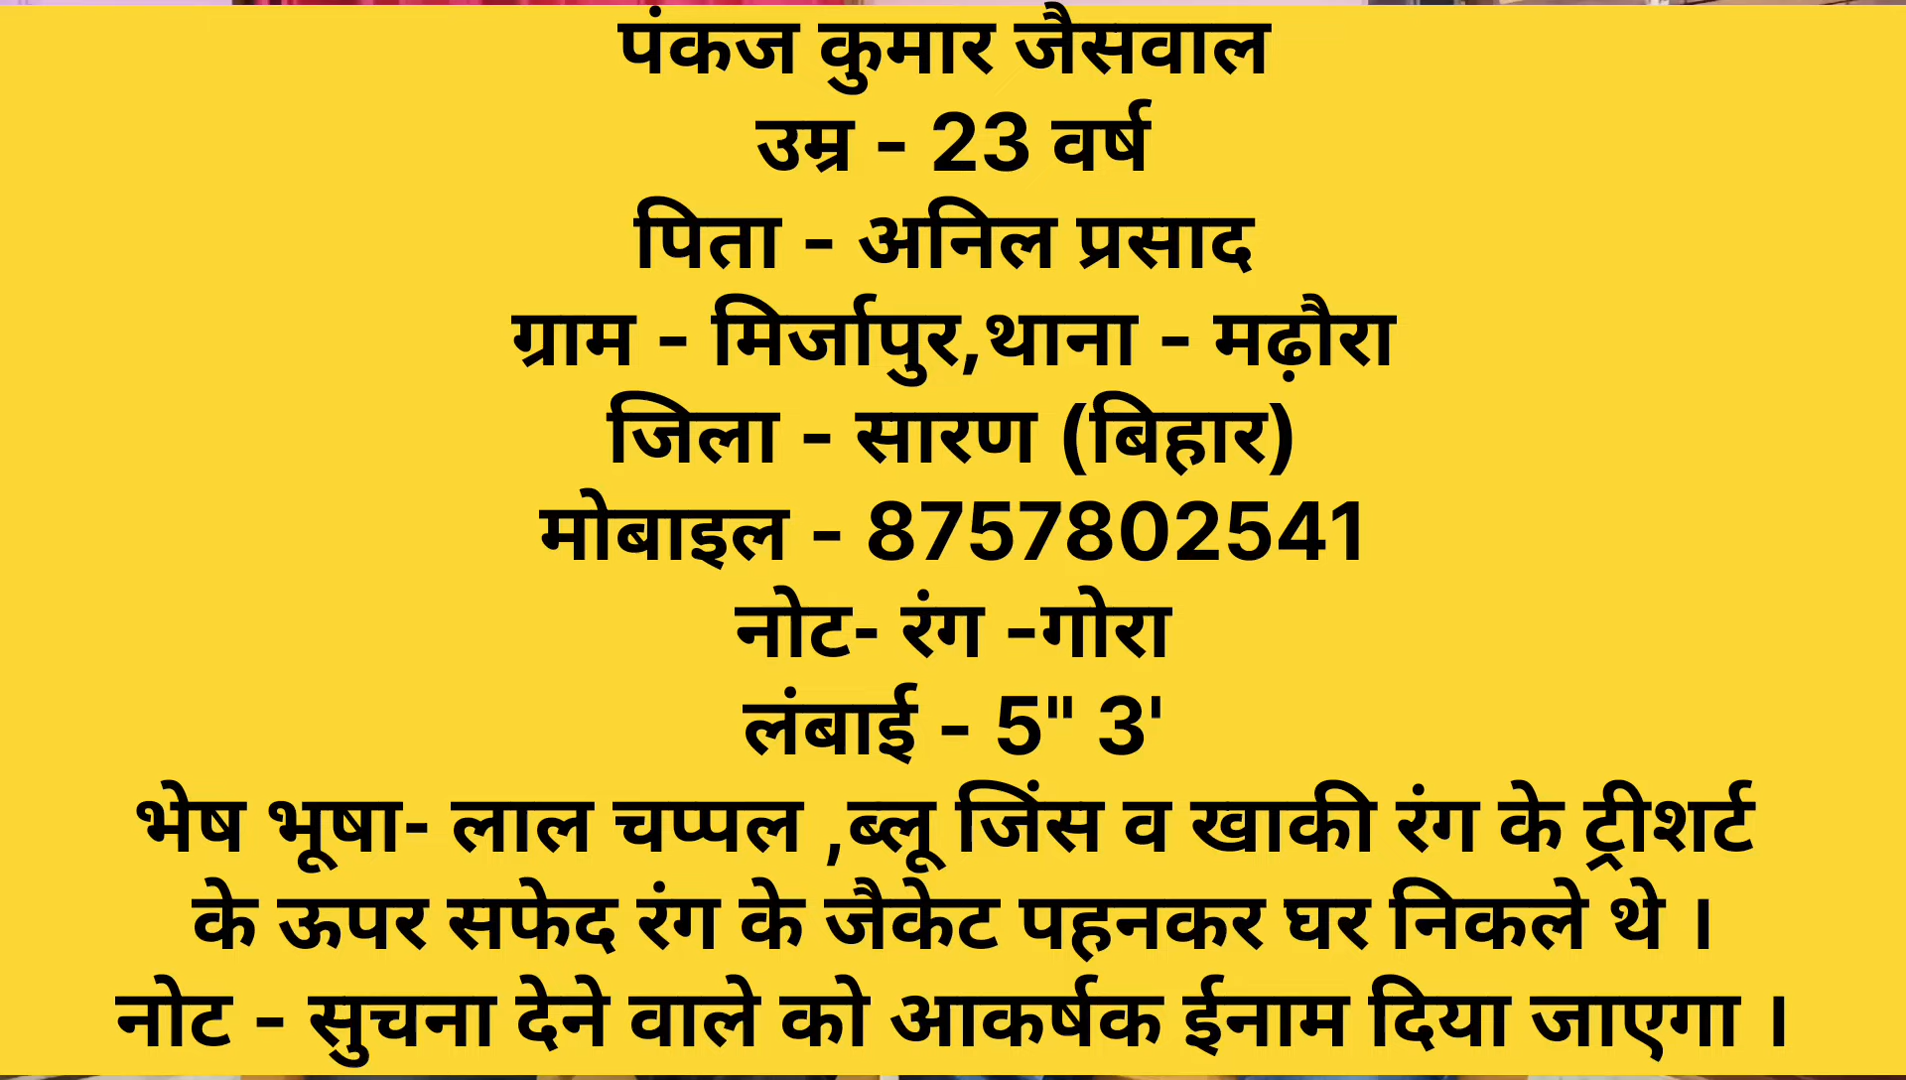 पंकज कुमार जैसवाल
उम्र - 23 वर्ष
पिता - अनिल प्रसाद
ग्राम - मिर्जापुर,थाना - मढ़ौरा
जिला - सारण (बिहार)
मोबाइल - 8757802541
नोट- रंग -गोरा
लंबाई - 5" 3'
भेष भूषा- लाल चप्पल ,ब्लू जिंस व खाकी रंग के ट्रीशर्ट
के ऊपर सफेद रंग के जैकेट पहनकर घर निकले थे ।
नोट - सुचना देने वाले को आकर्षक ईनाम दिया जाएगा ।